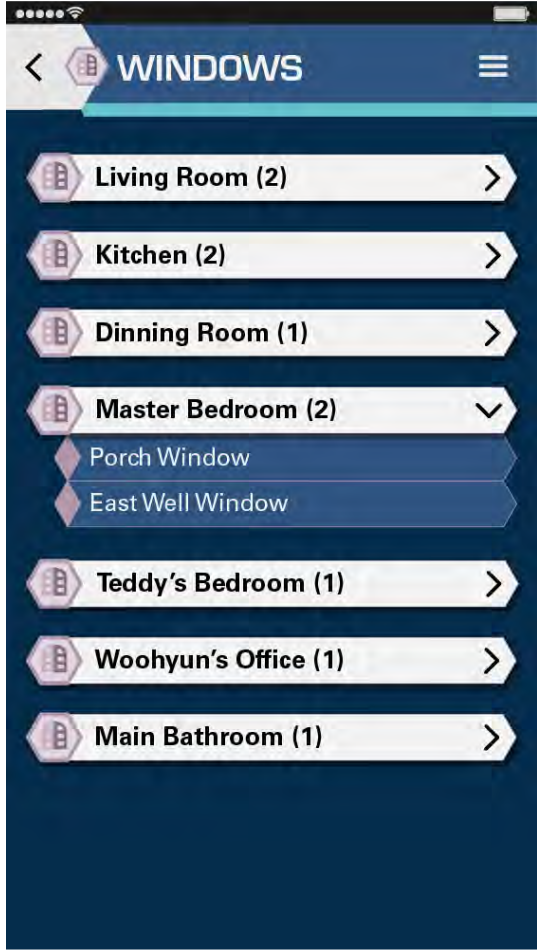 WINDOWS
Living Room (2)
Kitchen (2)
Dinning Room (1)
Master Bedroom (2)
Porch Window
East Well Window
Teddy's Bedroom (1)
Woohyun's Office (1)
Main Bathroom (1)